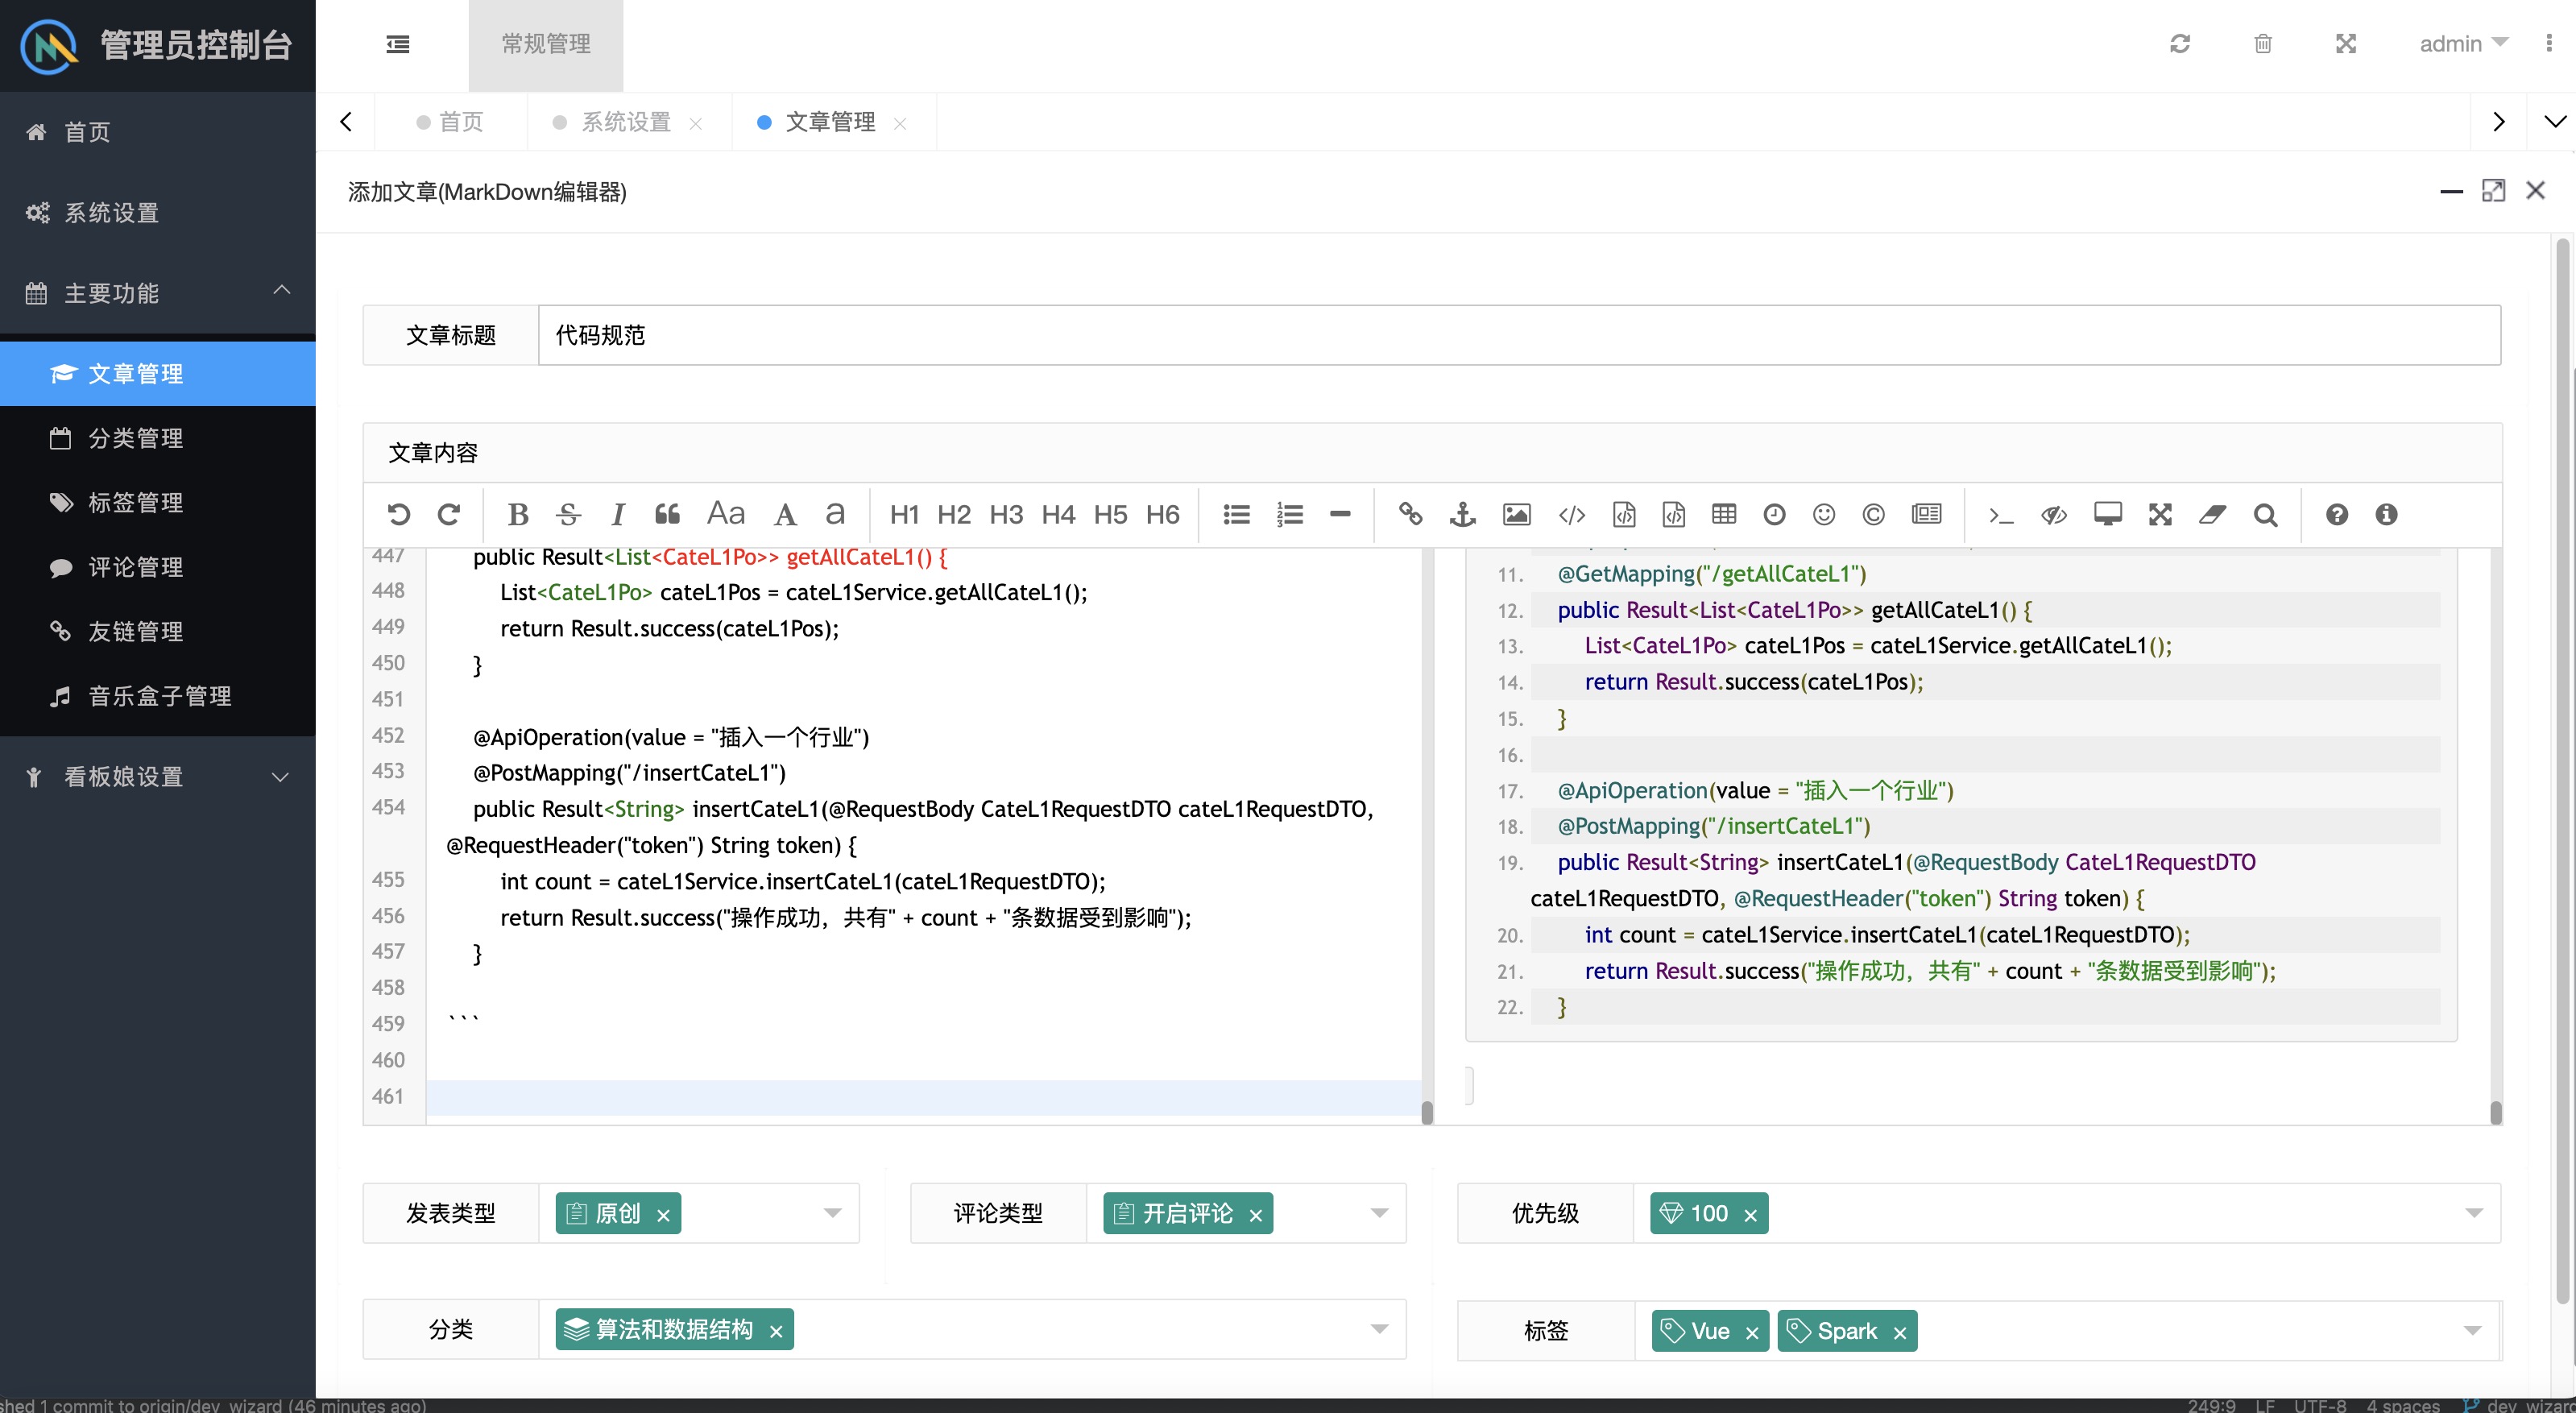 管理员控制台
常规管理
admin
首页
系统设置
文章管理
首页
系统设置
主要功能
文章管理
分类管理
标签管理
评论管理
友链管理
音乐盒子管理
看板娘设置
添加文章(MarkDown编辑器)
文章标题
代码规范
文章内容
B S I Aa A a H1 H2 H3 H4 H5 H6
447 public Result<List<CateL1Po>> getAllCateL1() {
448 List<CateL1Po> cateL1Pos = cateL1Service.getAllCateL1();
449 return Result.success(cateL1Pos);
450 }
451
452 @ApiOperation(value = "插入一个行业")
453 @PostMapping("/insertCateL1")
454 public Result<String> insertCateL1(@RequestBody CateL1RequestDTO cateL1RequestDTO,
@RequestHeader("token") String token) {
455 int count = cateL1Service.insertCateL1(cateL1RequestDTO);
456 return Result.success("操作成功，共有" + count + "条数据受到影响");
457 }
458
459 ```
460
461
11. @GetMapping("/getAllCateL1")
12. public Result<List<CateL1Po>> getAllCateL1() {
13. List<CateL1Po> cateL1Pos = cateL1Service.getAllCateL1();
14. return Result.success(cateL1Pos);
15. }
16.
17. @ApiOperation(value = "插入一个行业")
18. @PostMapping("/insertCateL1")
19. public Result<String> insertCateL1(@RequestBody CateL1RequestDTO
cateL1RequestDTO, @RequestHeader("token") String token) {
20. int count = cateL1Service.insertCateL1(cateL1RequestDTO);
21. return Result.success("操作成功，共有" + count + "条数据受到影响");
22. }
发表类型
原创
评论类型
开启评论
优先级
100
分类
算法和数据结构
标签
Vue
Spark
shed 1 commit to origin/dev_wizard (46 minutes ago)
249:9 LF UTF-8 4 spaces dev_wizard